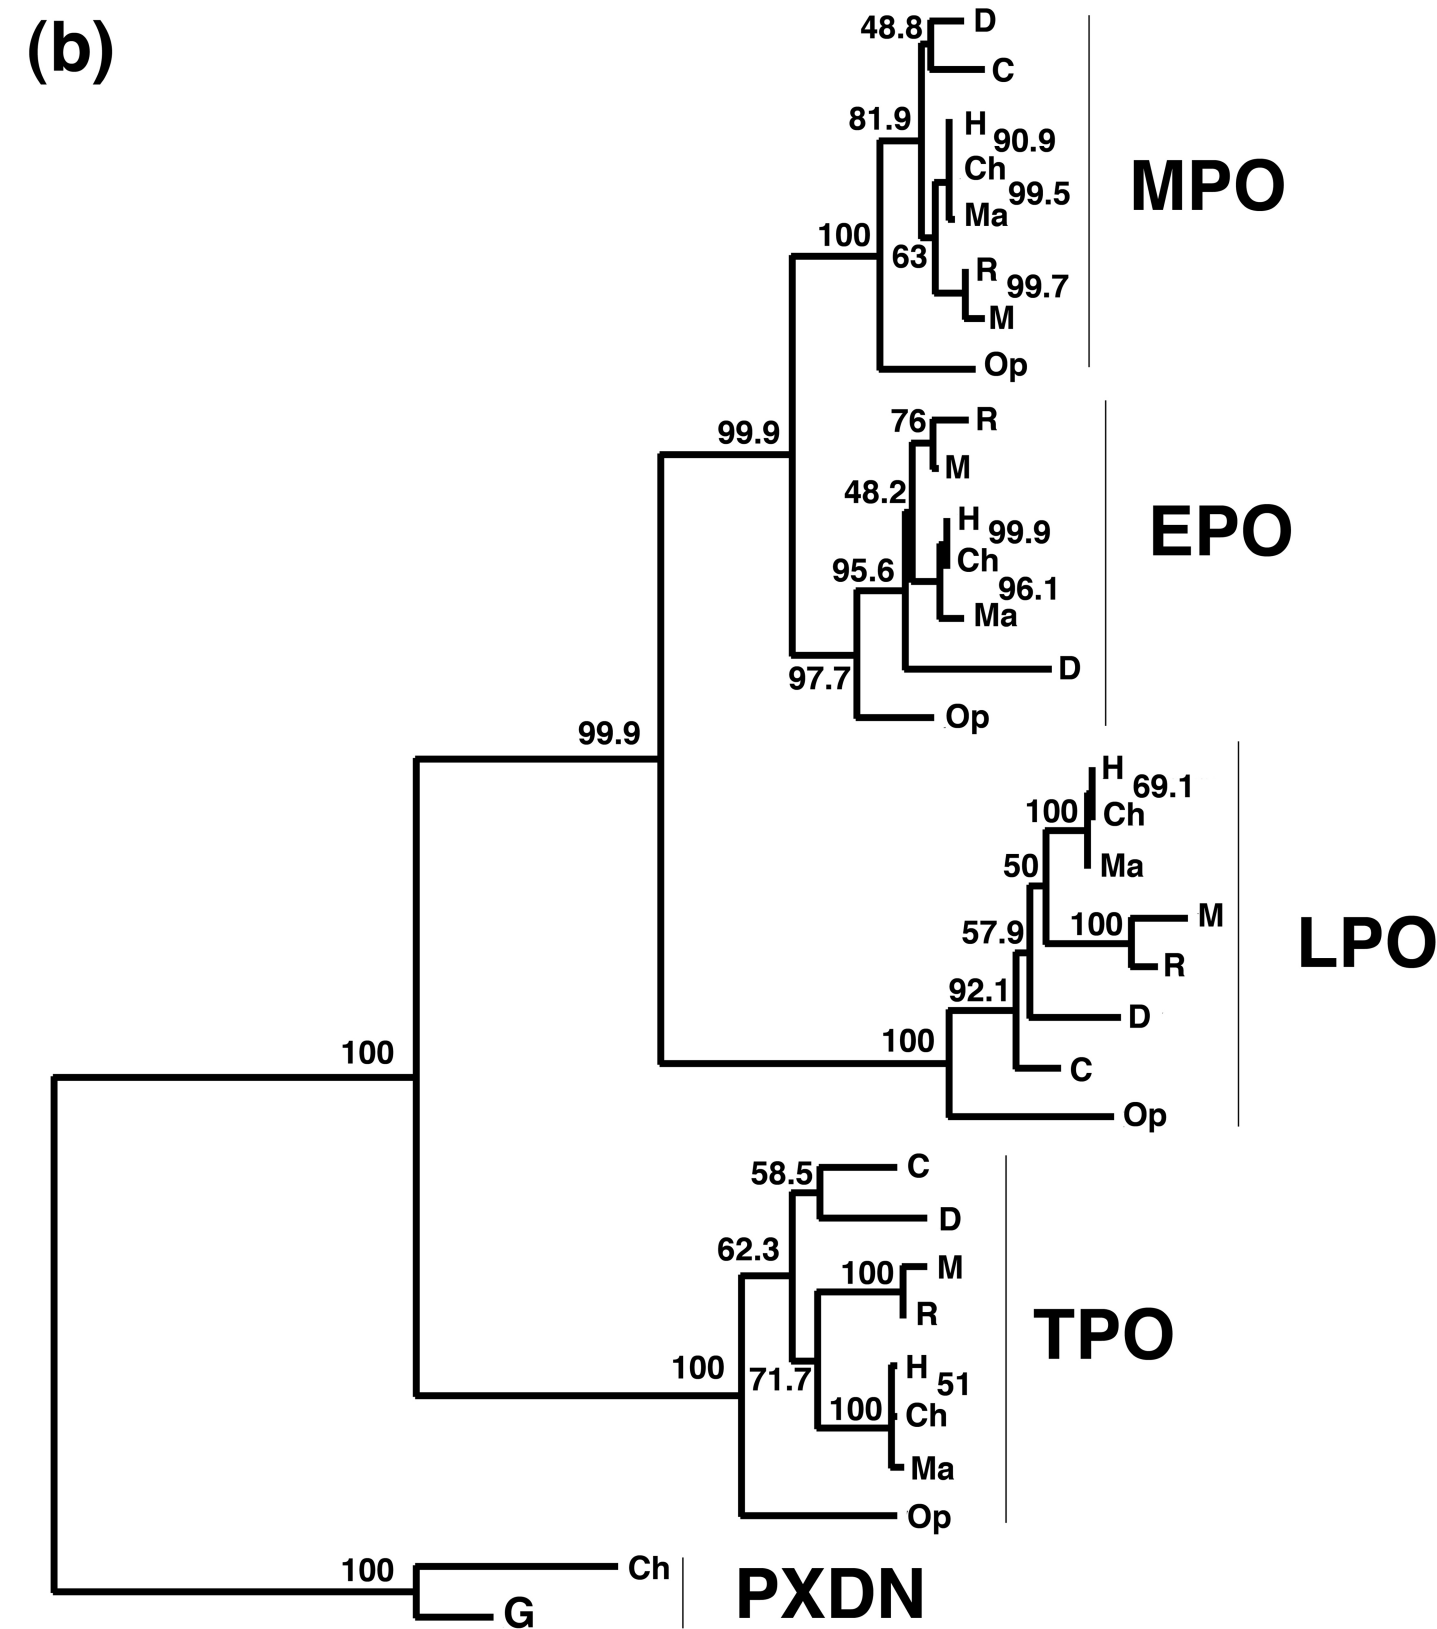 (b)
48.8 D
C
81.9
H 90.9
Ch 99.5
Ma
MPO
100
63
R 99.7
M
Op
76 R
M
99.9
48.2
H 99.9
Ch
96.1
Ma
EPO
95.6
97.7
D
Op
99.9
H 69.1
100 Ch
50 Ma
100 M
57.9
R
LPO
92.1
D
100
C
Op
58.5 C
D
62.3
100 M
R
TPO
100 71.7
H 51
100 Ch
Ma
Op
100
100 Ch
G
PXDN